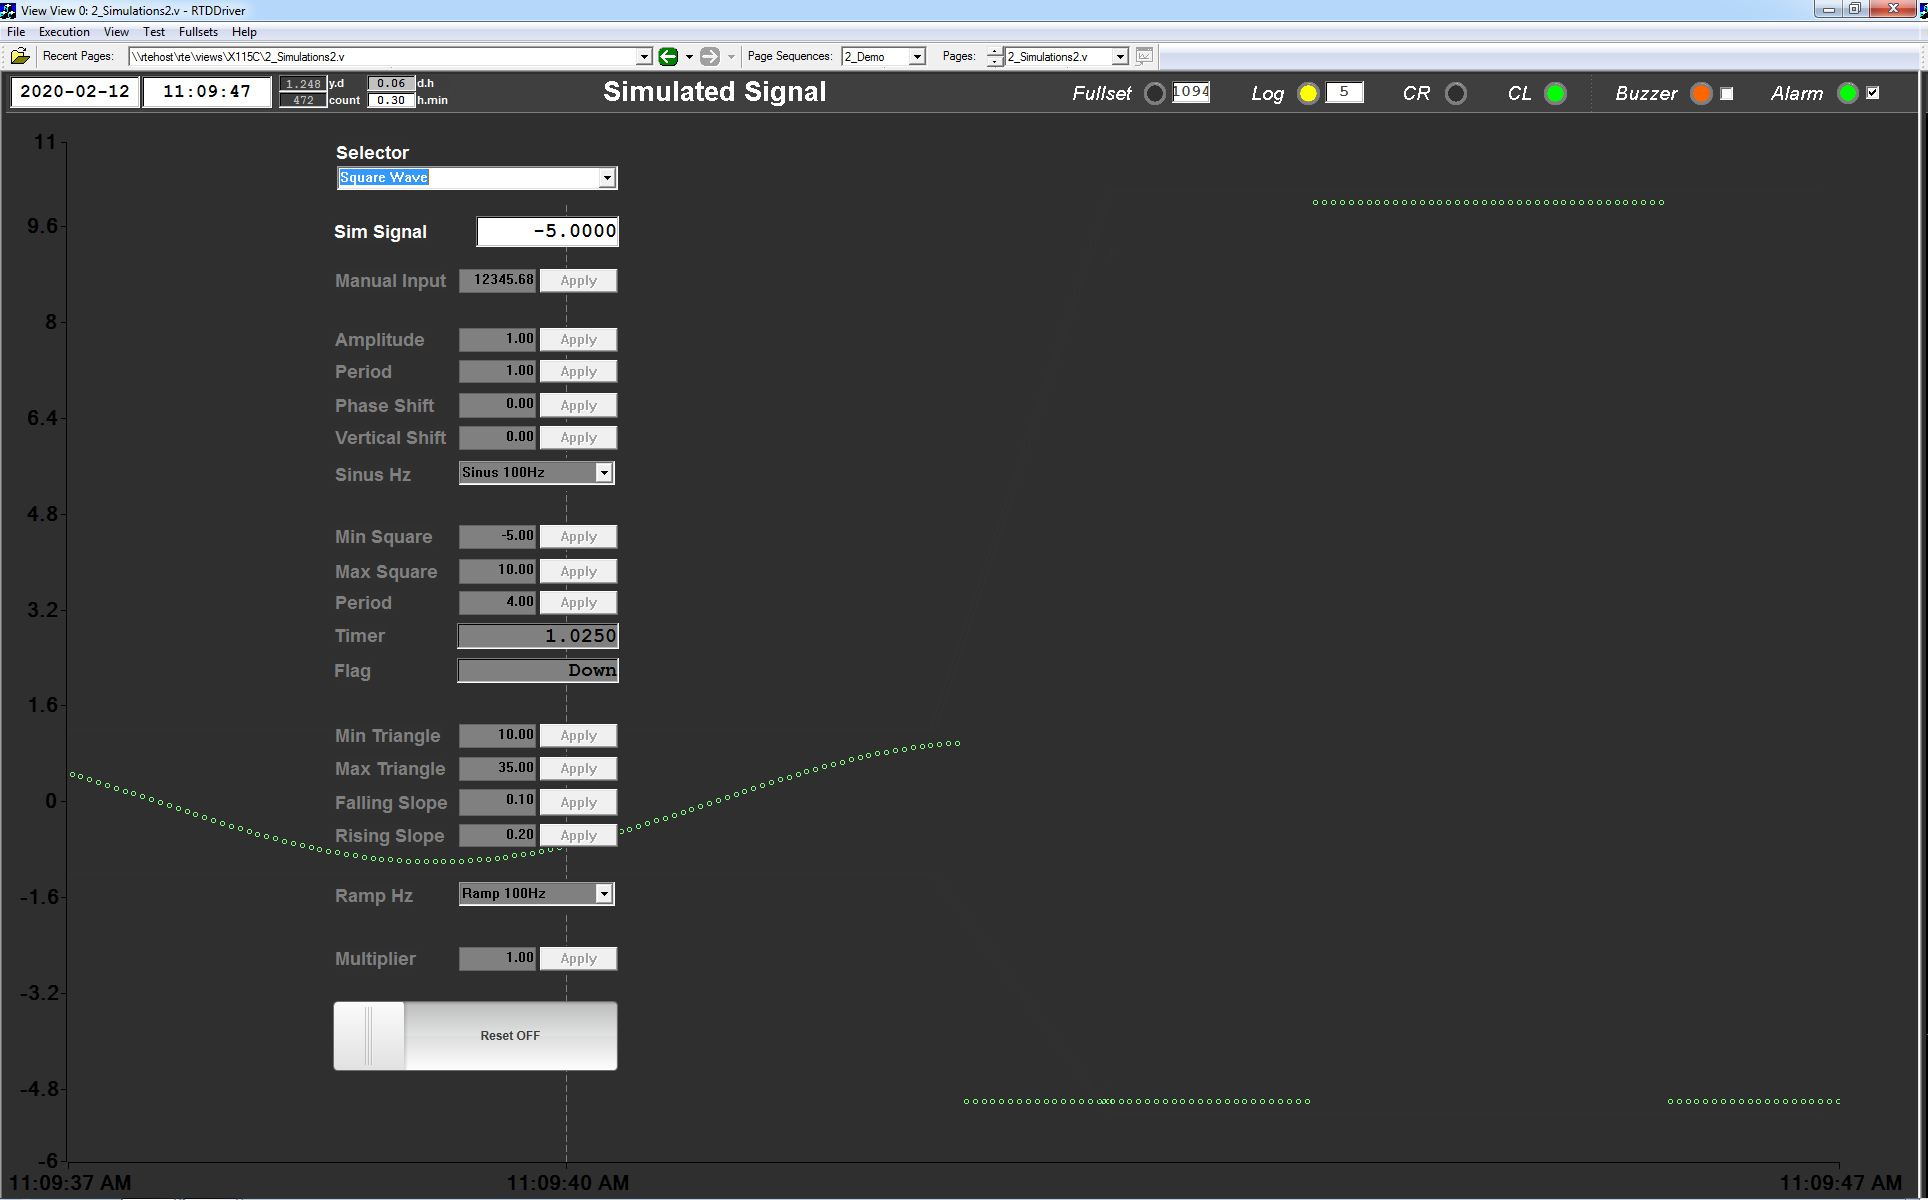 View View 0: 2_Simulations2.v - RTDDriver
File Execution View Test Fullsets Help
Recent Pages: \\rtehost\rte\views\X115C\2_Simulations2.v Page Sequences: 2_Demo Pages: 2_Simulations2.v
2020-02-12 11:09:47 1.248 y.d 0.06 d.h
472 count 0.30 h.min
Simulated Signal
Fullset 1094 Log 5 CR CL Buzzer Alarm
11
9.6
8
6.4
4.8
3.2
1.6
0
-1.6
-3.2
-4.8
-6
Selector
Square Wave
Sim Signal -5.0000
Manual Input 12345.68 Apply
Amplitude 1.00 Apply
Period 1.00 Apply
Phase Shift 0.00 Apply
Vertical Shift 0.00 Apply
Sinus Hz Sinus 100Hz
Min Square -5.00 Apply
Max Square 10.00 Apply
Period 4.00 Apply
Timer 1.0250
Flag Down
Min Triangle 10.00 Apply
Max Triangle 35.00 Apply
Falling Slope 0.10 Apply
Rising Slope 0.20 Apply
Ramp Hz Ramp 100Hz
Multiplier 1.00 Apply
Reset OFF
11:09:37 AM 11:09:40 AM 11:09:47 AM